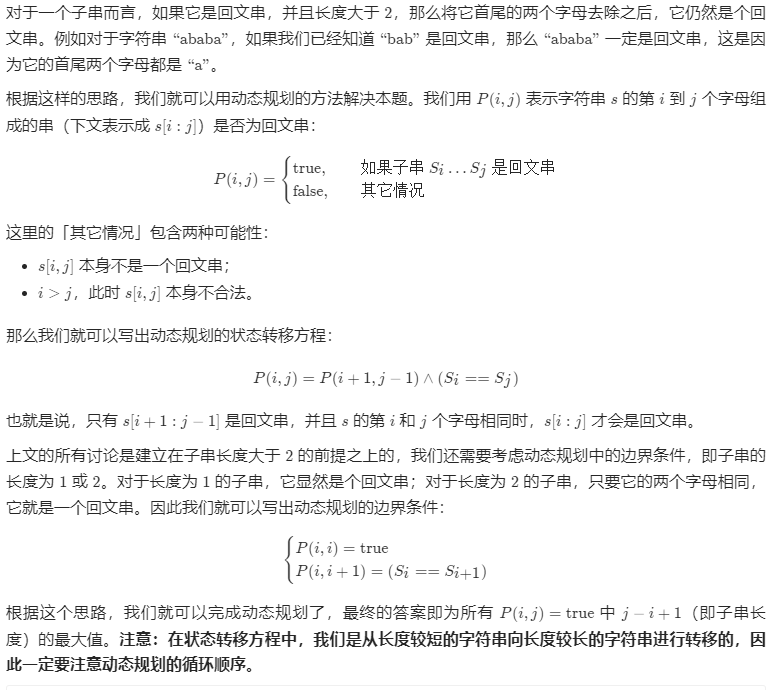 对于一个子串而言，如果它是回文串，并且长度大于 2，那么将它首尾的两个字母去除之后，它仍然是个回
文串。例如对于字符串 “ababa”，如果我们已经知道 “bab” 是回文串，那么 “ababa” 一定是回文串，这是因
为它的首尾两个字母都是 “a”。
根据这样的思路，我们就可以用动态规划的方法解决本题。我们用 P(i, j) 表示字符串 s 的第 i 到 j 个字母组
成的串（下文表示成 s[i : j]）是否为回文串：
P(i, j) = { true, 如果子串 Si … Sj 是回文串
false, 其它情况
这里的「其它情况」包含两种可能性：
• s[i, j] 本身不是一个回文串；
• i > j，此时 s[i, j] 本身不合法。
那么我们就可以写出动态规划的状态转移方程：
P(i, j) = P(i + 1, j − 1) ∧ (Si == Sj)
也就是说，只有 s[i + 1 : j − 1] 是回文串，并且 s 的第 i 和 j 个字母相同时，s[i : j] 才会是回文串。
上文的所有讨论是建立在子串长度大于 2 的前提之上的，我们还需要考虑动态规划中的边界条件，即子串的
长度为 1 或 2。对于长度为 1 的子串，它显然是个回文串；对于长度为 2 的子串，只要它的两个字母相同，
它就是一个回文串。因此我们就可以写出动态规划的边界条件：
{ P(i, i) = true
P(i, i + 1) = (Si == Si+1)
根据这个思路，我们就可以完成动态规划了，最终的答案即为所有 P(i, j) = true 中 j − i + 1（即子串长
度）的最大值。注意：在状态转移方程中，我们是从长度较短的字符串向长度较长的字符串进行转移的，因
此一定要注意动态规划的循环顺序。